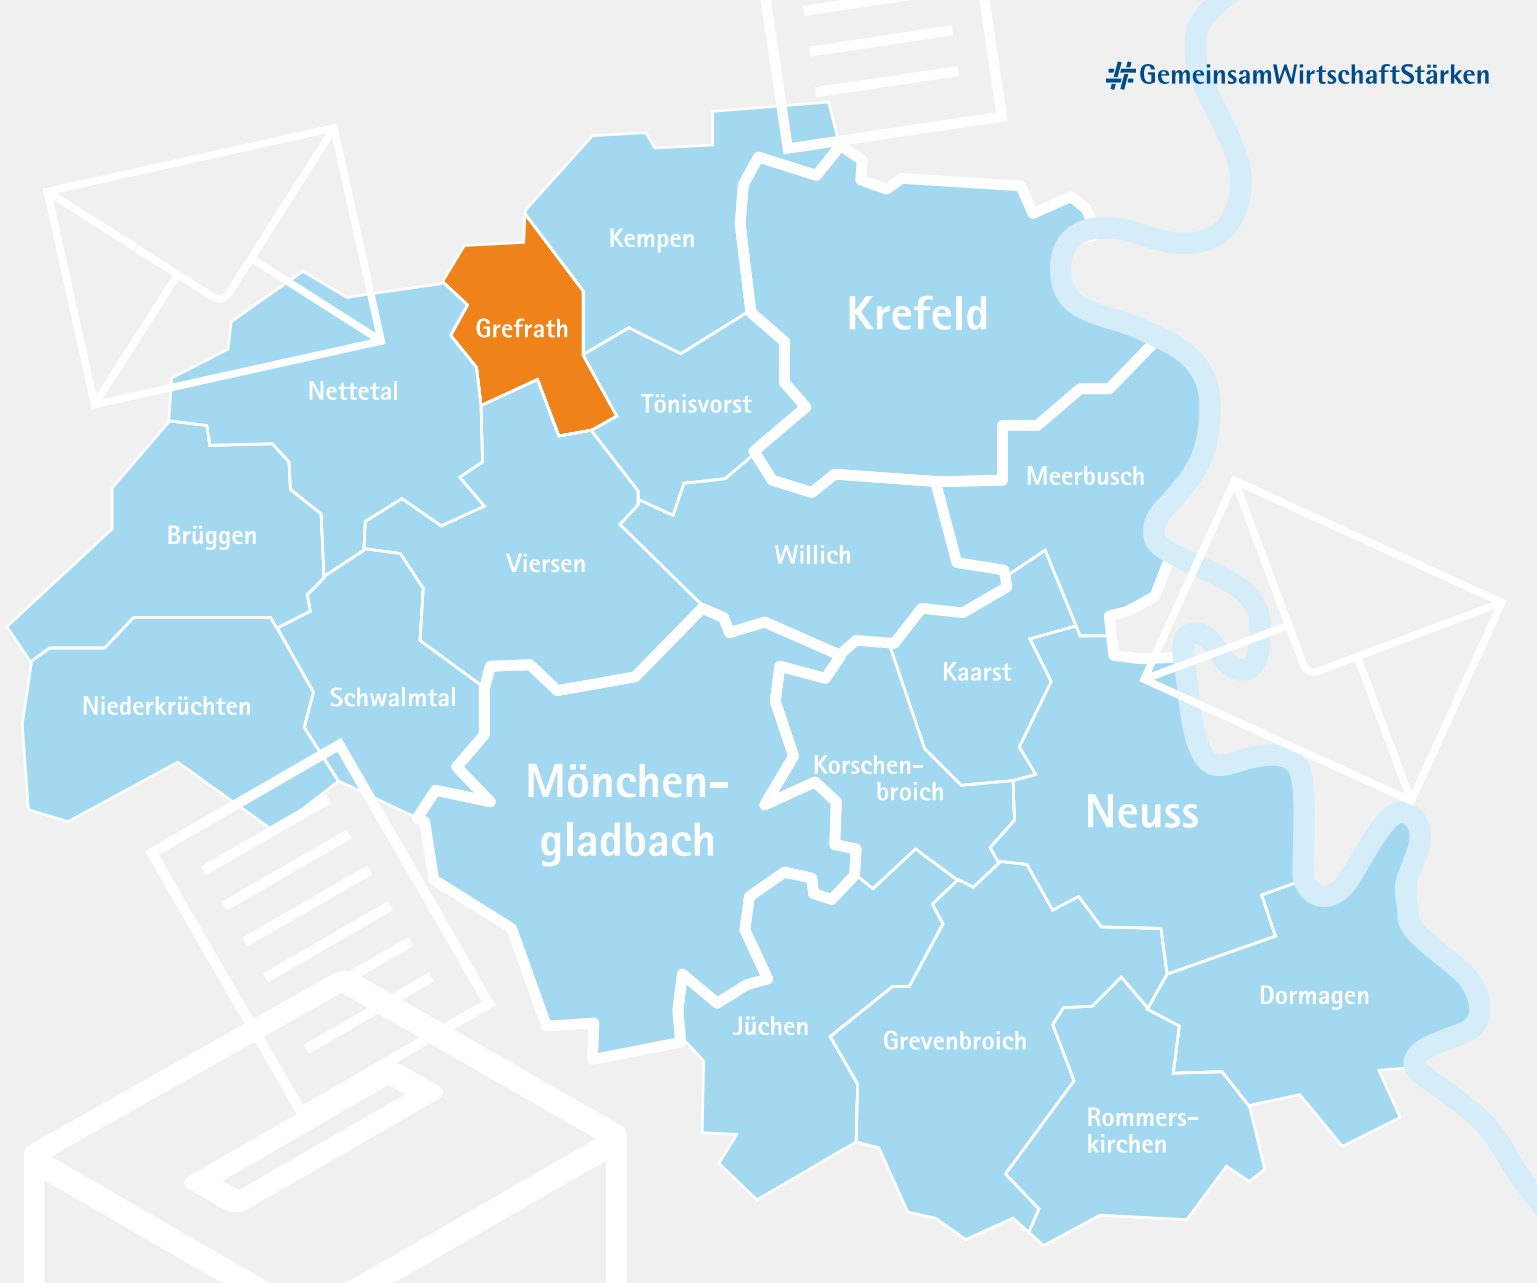 #GemeinsamWirtschaftStärken
Kempen
Krefeld
Grefrath
Nettetal
Tönisvorst
Meerbusch
Brüggen
Willich
Viersen
Kaarst
Schwalmtal
Niederkrüchten
Korschen-
broich
Mönchen-
gladbach
Neuss
Dormagen
Jüchen
Grevenbroich
Rommers-
kirchen